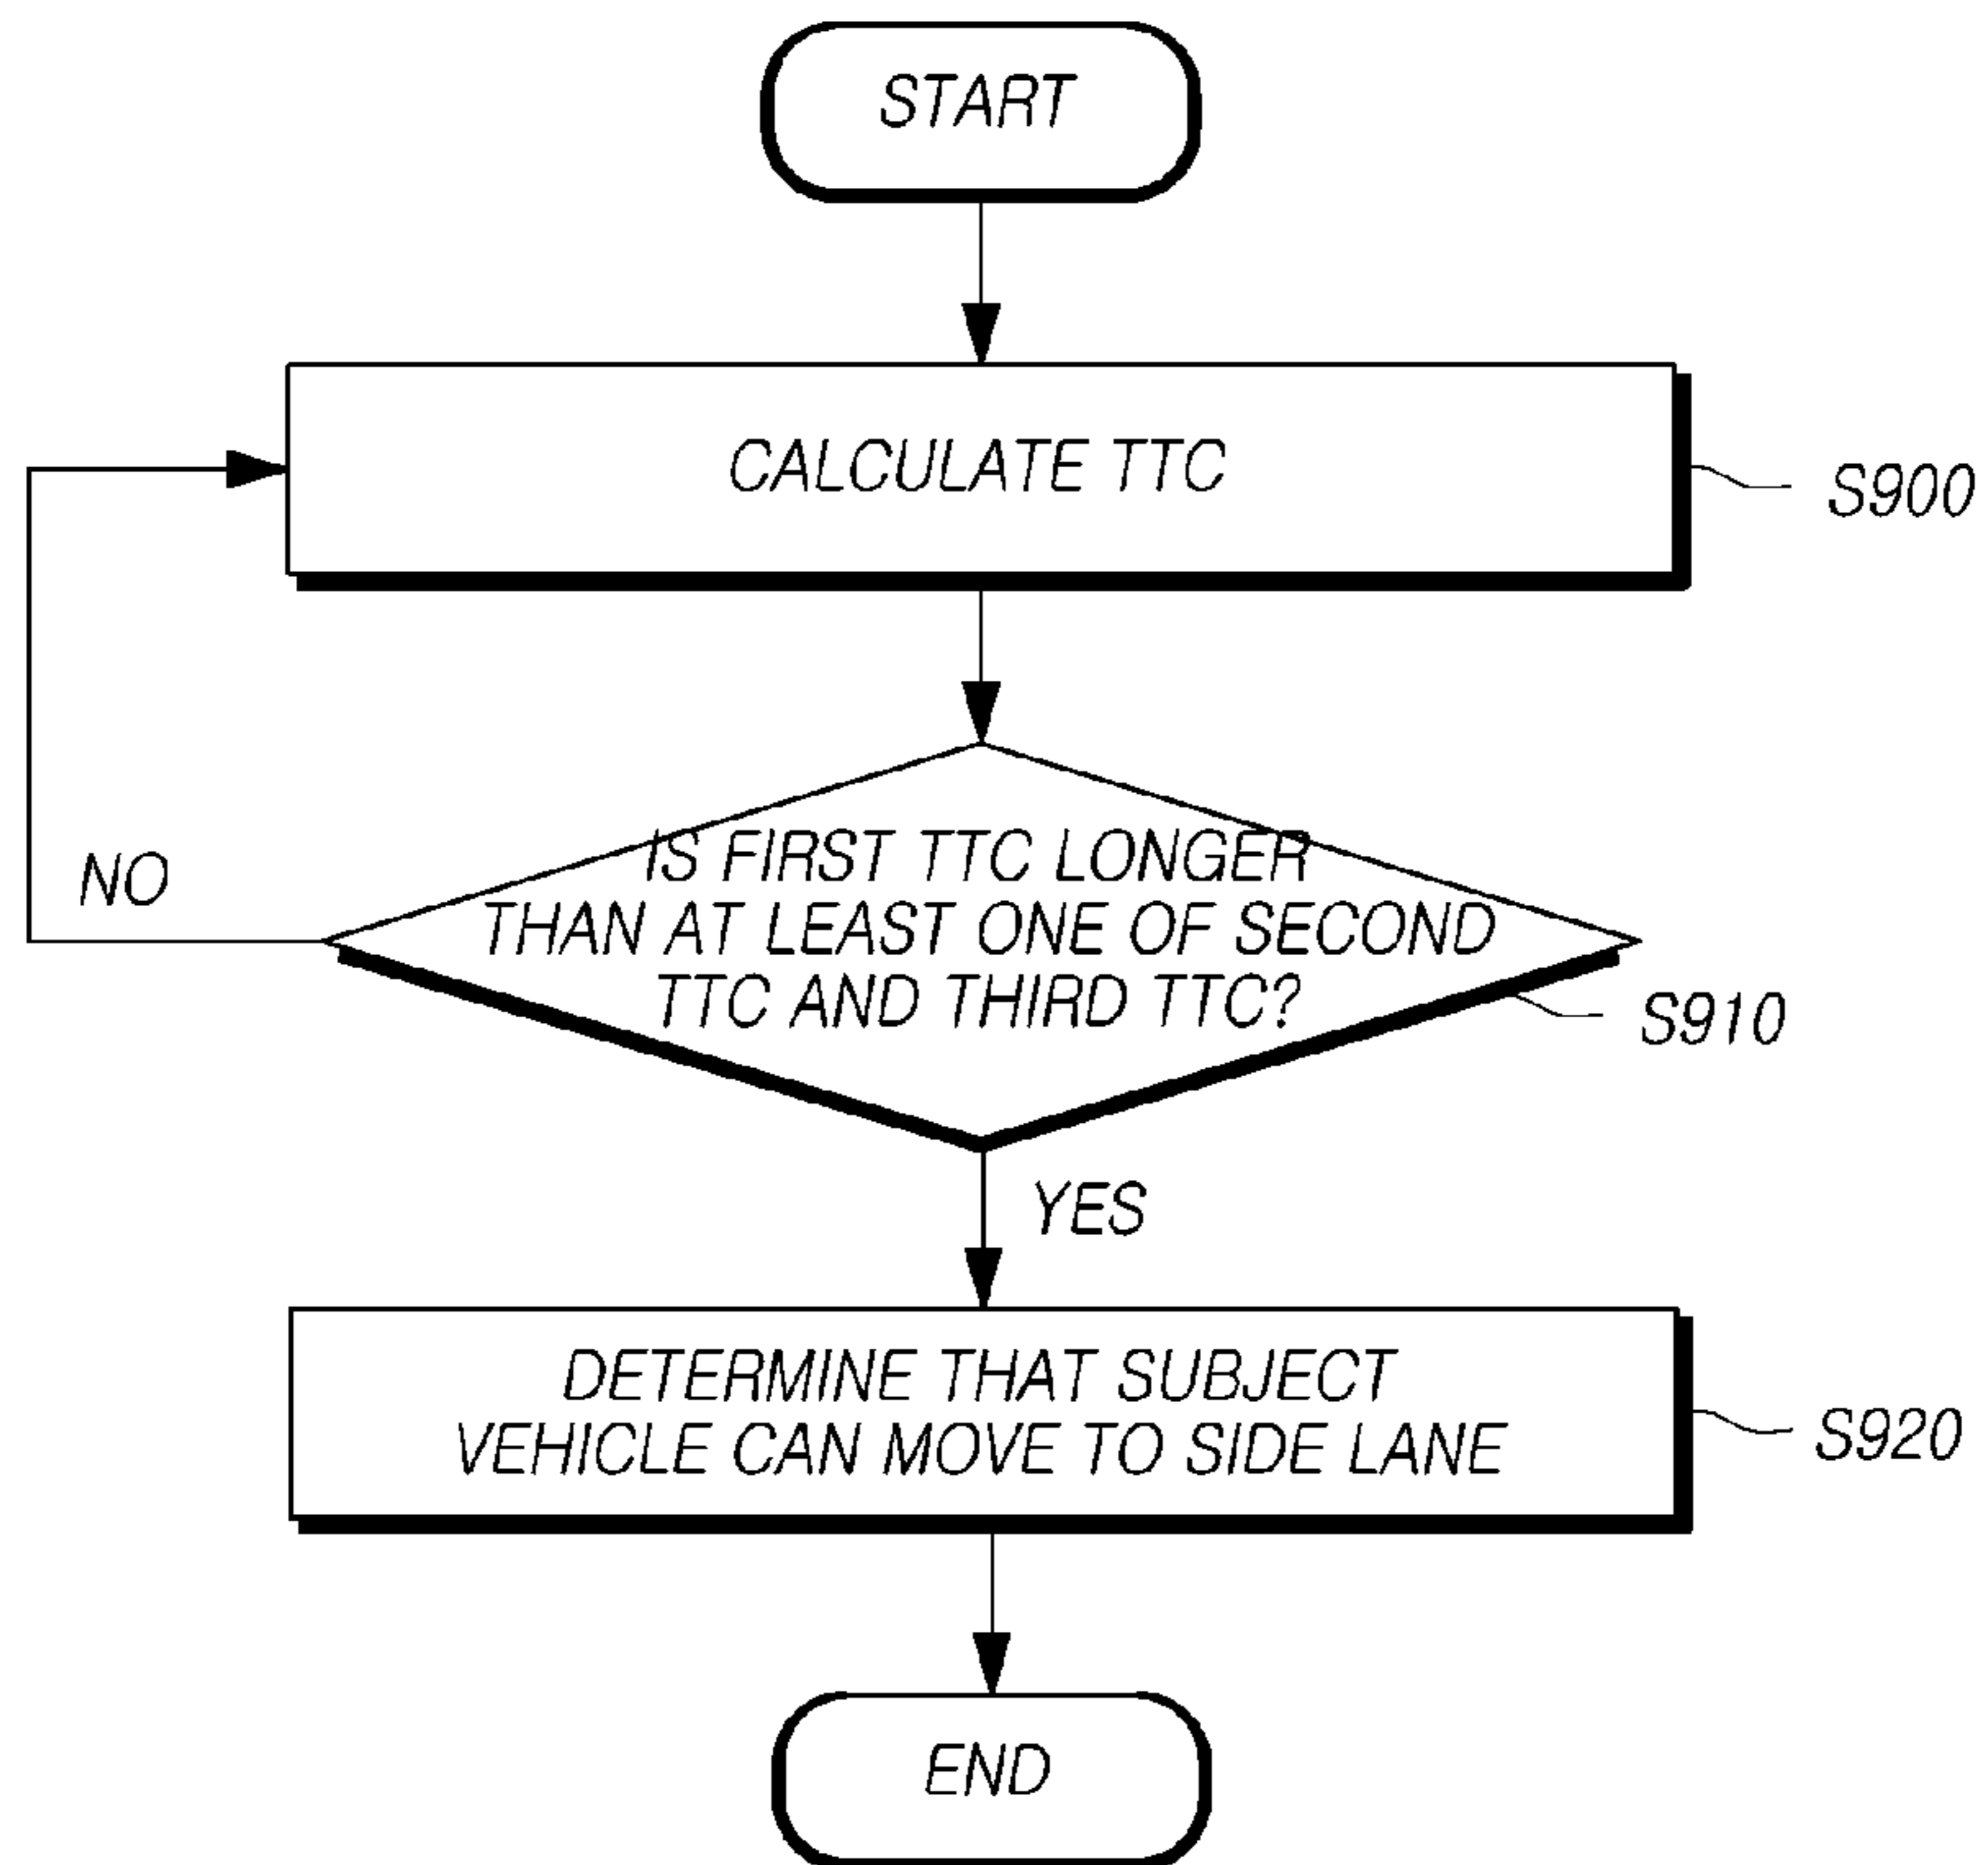 START
CALCULATE TTC
S900
NO
IS FIRST TTC LONGER
THAN AT LEAST ONE OF SECOND
TTC AND THIRD TTC?
S910
YES
DETERMINE THAT SUBJECT
VEHICLE CAN MOVE TO SIDE LANE
S920
END